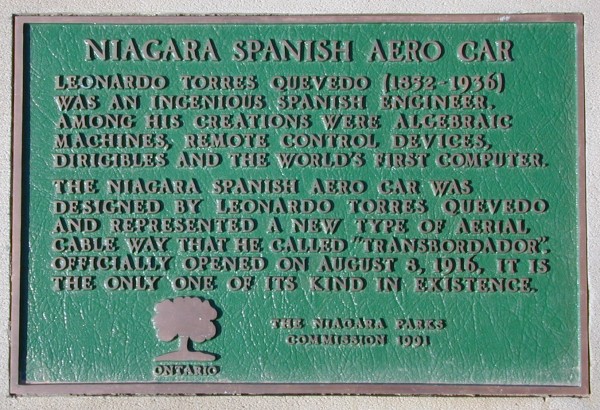 NIAGARA SPANISH AERO CAR
LEONARDO TORRES QUEVEDO (1832-1936)
WAS AN INGENIOUS SPANISH ENGINEER.
AMONG HIS CREATIONS WERE ALGEBRAIC
MACHINES, REMOTE CONTROL DEVICES,
DIRIGIBLES AND THE WORLD'S FIRST COMPUTER.
THE NIAGARA SPANISH AERO CAR WAS
DESIGNED BY LEONARDO TORRES QUEVEDO
AND REPRESENTED A NEW TYPE OF AERIAL
CABLE WAY THAT HE CALLED "TRANSBORDADOR".
OFFICIALLY OPENED ON AUGUST 8, 1916, IT IS
THE ONLY ONE OF ITS KIND IN EXISTENCE.
THE NIAGARA PARKS
COMMISSION 1991
ONTARIO